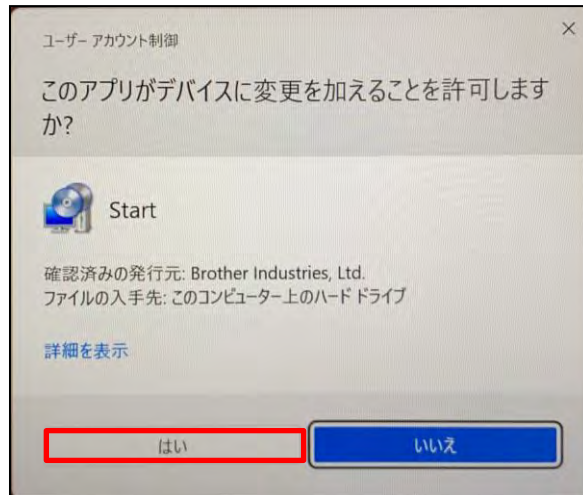 ユーザー アカウント制御
このアプリがデバイスに変更を加えることを許可します
か?
Start
確認済みの発行元: Brother Industries, Ltd.
ファイルの入手先: このコンピューター上のハード ドライブ
詳細を表示
はい
いいえ